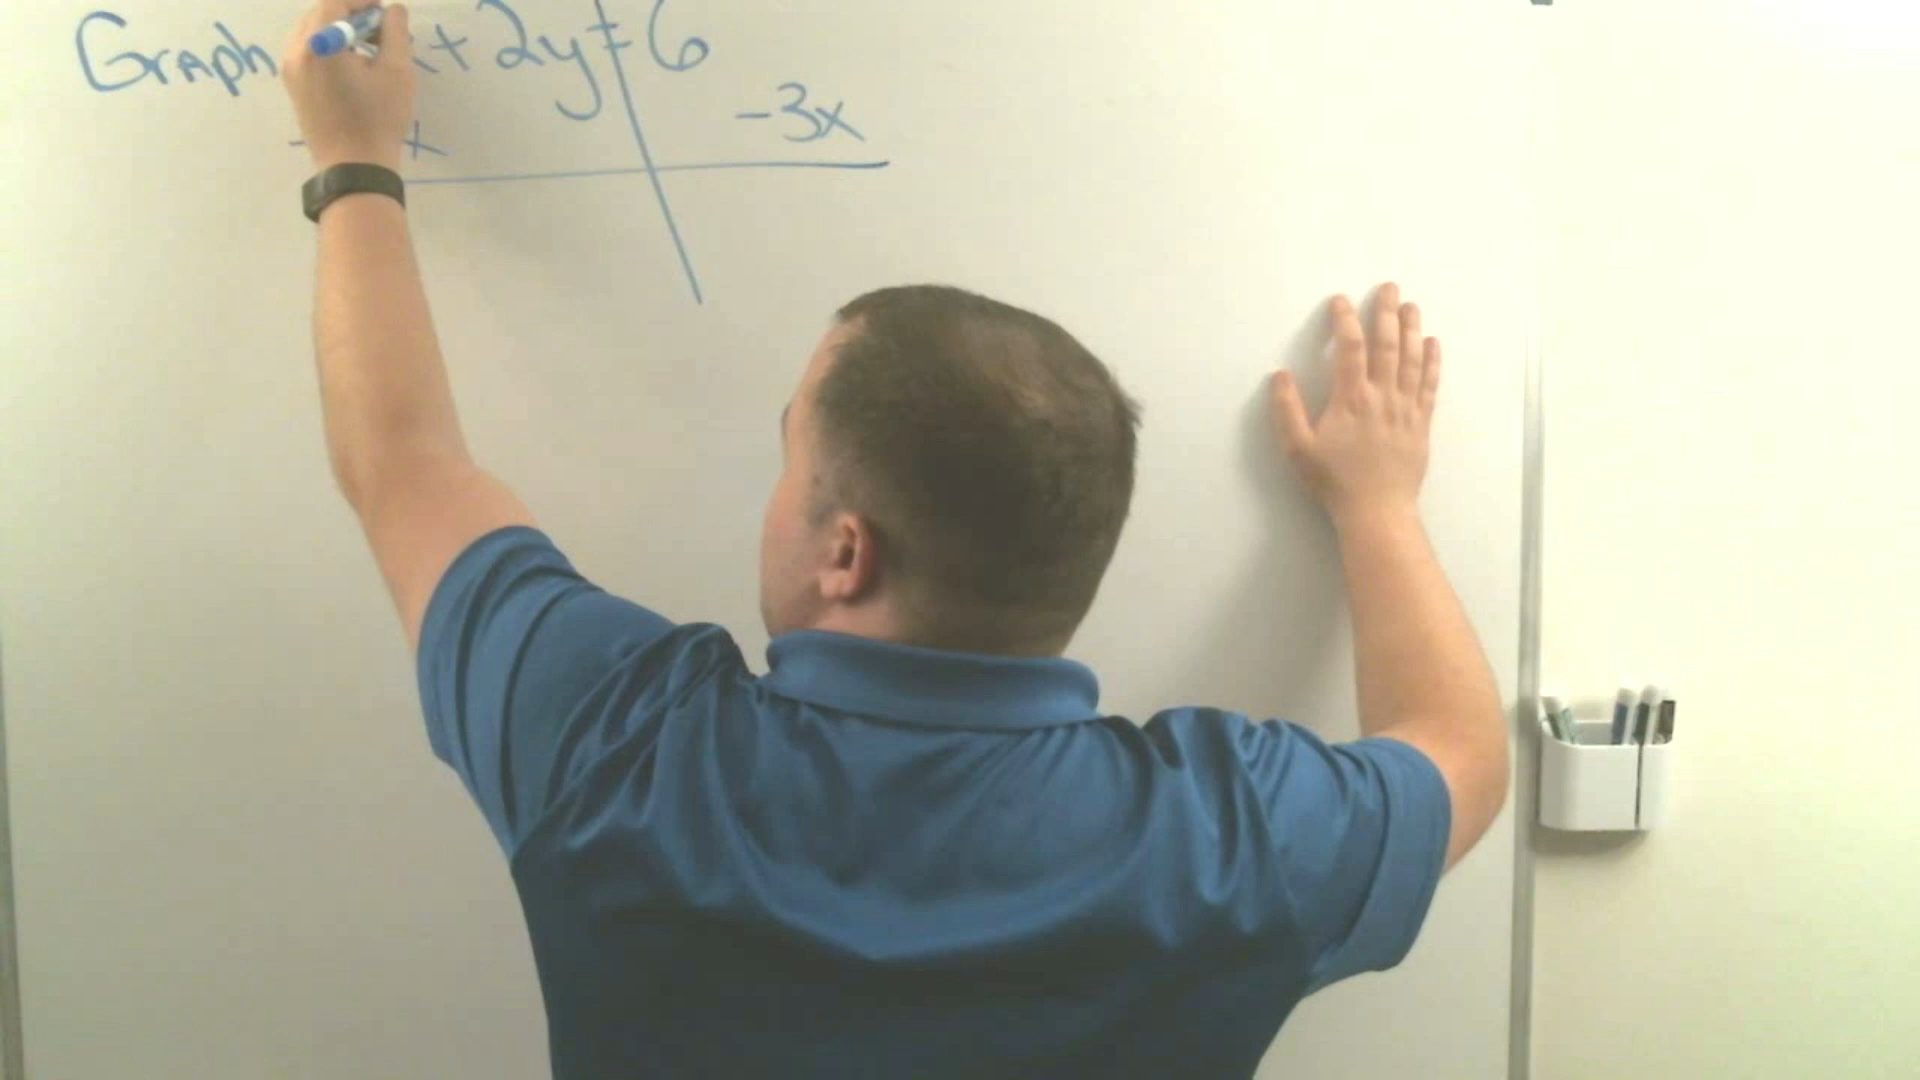 Graph x + 2y = 6
- x -3x